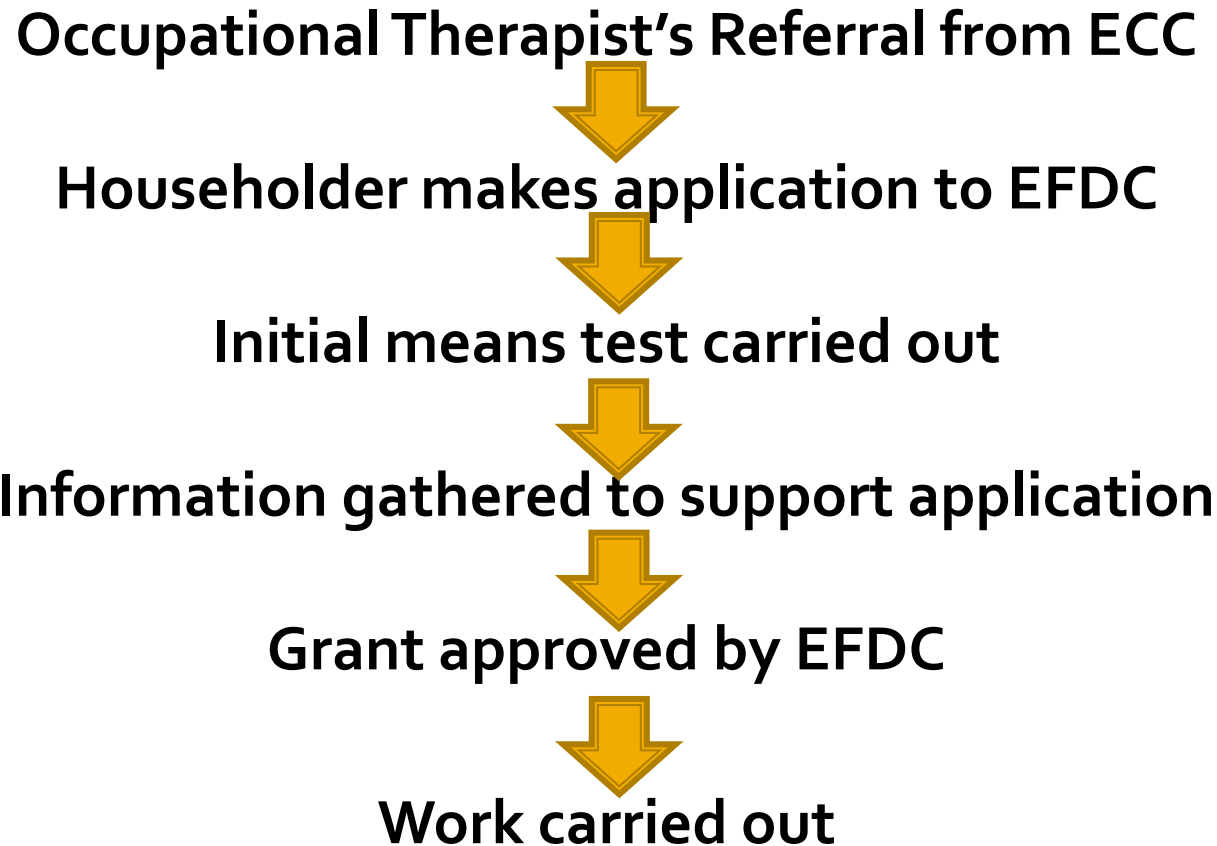 Occupational Therapist’s Referral from ECC
Householder makes application to EFDC
Initial means test carried out
Information gathered to support application
Grant approved by EFDC
Work carried out